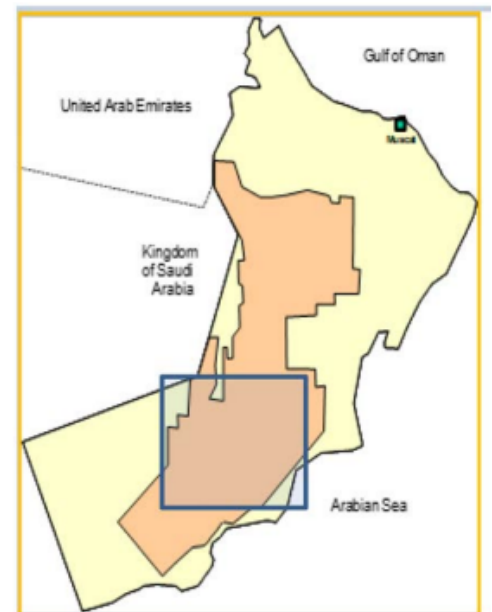 Gulf of Oman
United Arab Emirates
Muscat
Kingdom
of Saudi
Arabia
Arabian Sea